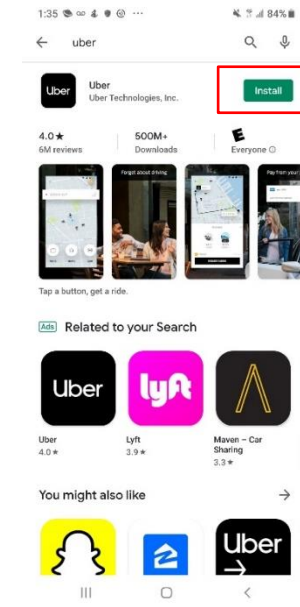 1:35
84%
uber
Uber
Uber
Uber Technologies, Inc.
Install
4.0★
500M+
E
6M reviews
Downloads
Everyone
Forget about driving
Pay from your
Tap a button, get a ride.
Ads Related to your Search
Uber
lyft
Uber
Lyft
Maven – Car
Sharing
4.0★
3.9★
3.3★
You might also like
Z
Uber